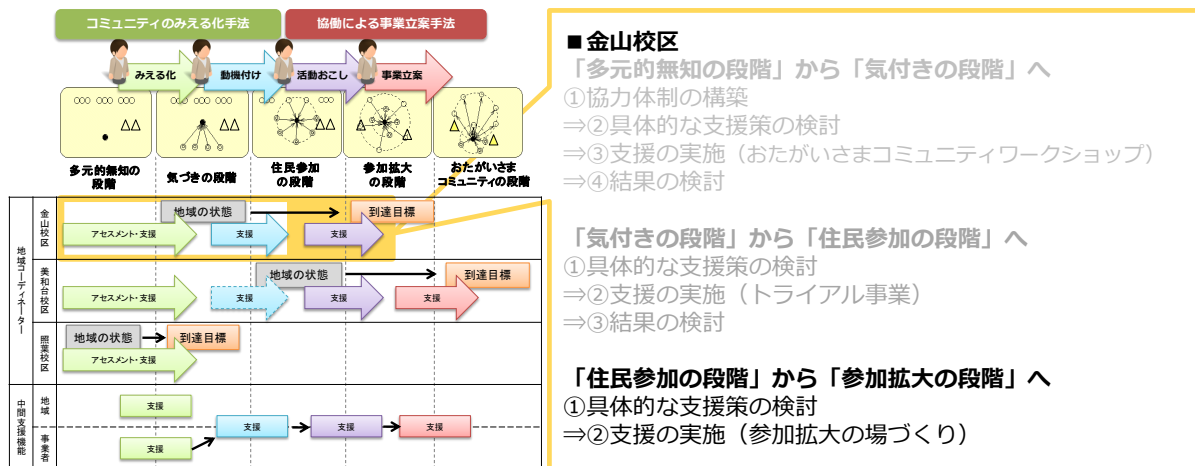 コミュニティのみえる化手法
協働による事業立案手法
みえる化
動機付け
活動おこし
事業立案
多元的無知の
段階
気づきの段階
住民参加
の段階
参加拡大
の段階
おたがいさま
コミュニティの段階
地域コーディネーター
金山校区
地域の状態
到達目標
アセスメント・支援
支援
支援
美和台校区
地域の状態
到達目標
アセスメント・支援
支援
支援
支援
照葉校区
地域の状態
到達目標
アセスメント・支援
中間支援機能
地域
支援
事業者
支援
支援
支援
支援
■金山校区
「多元的無知の段階」から「気付きの段階」へ
①協力体制の構築
⇒②具体的な支援策の検討
⇒③支援の実施（おたがいさまコミュニティワークショップ）
⇒④結果の検討
「気付きの段階」から「住民参加の段階」へ
①具体的な支援策の検討
⇒②支援の実施（トライアル事業）
⇒③結果の検討
「住民参加の段階」から「参加拡大の段階」へ
①具体的な支援策の検討
⇒②支援の実施（参加拡大の場づくり）